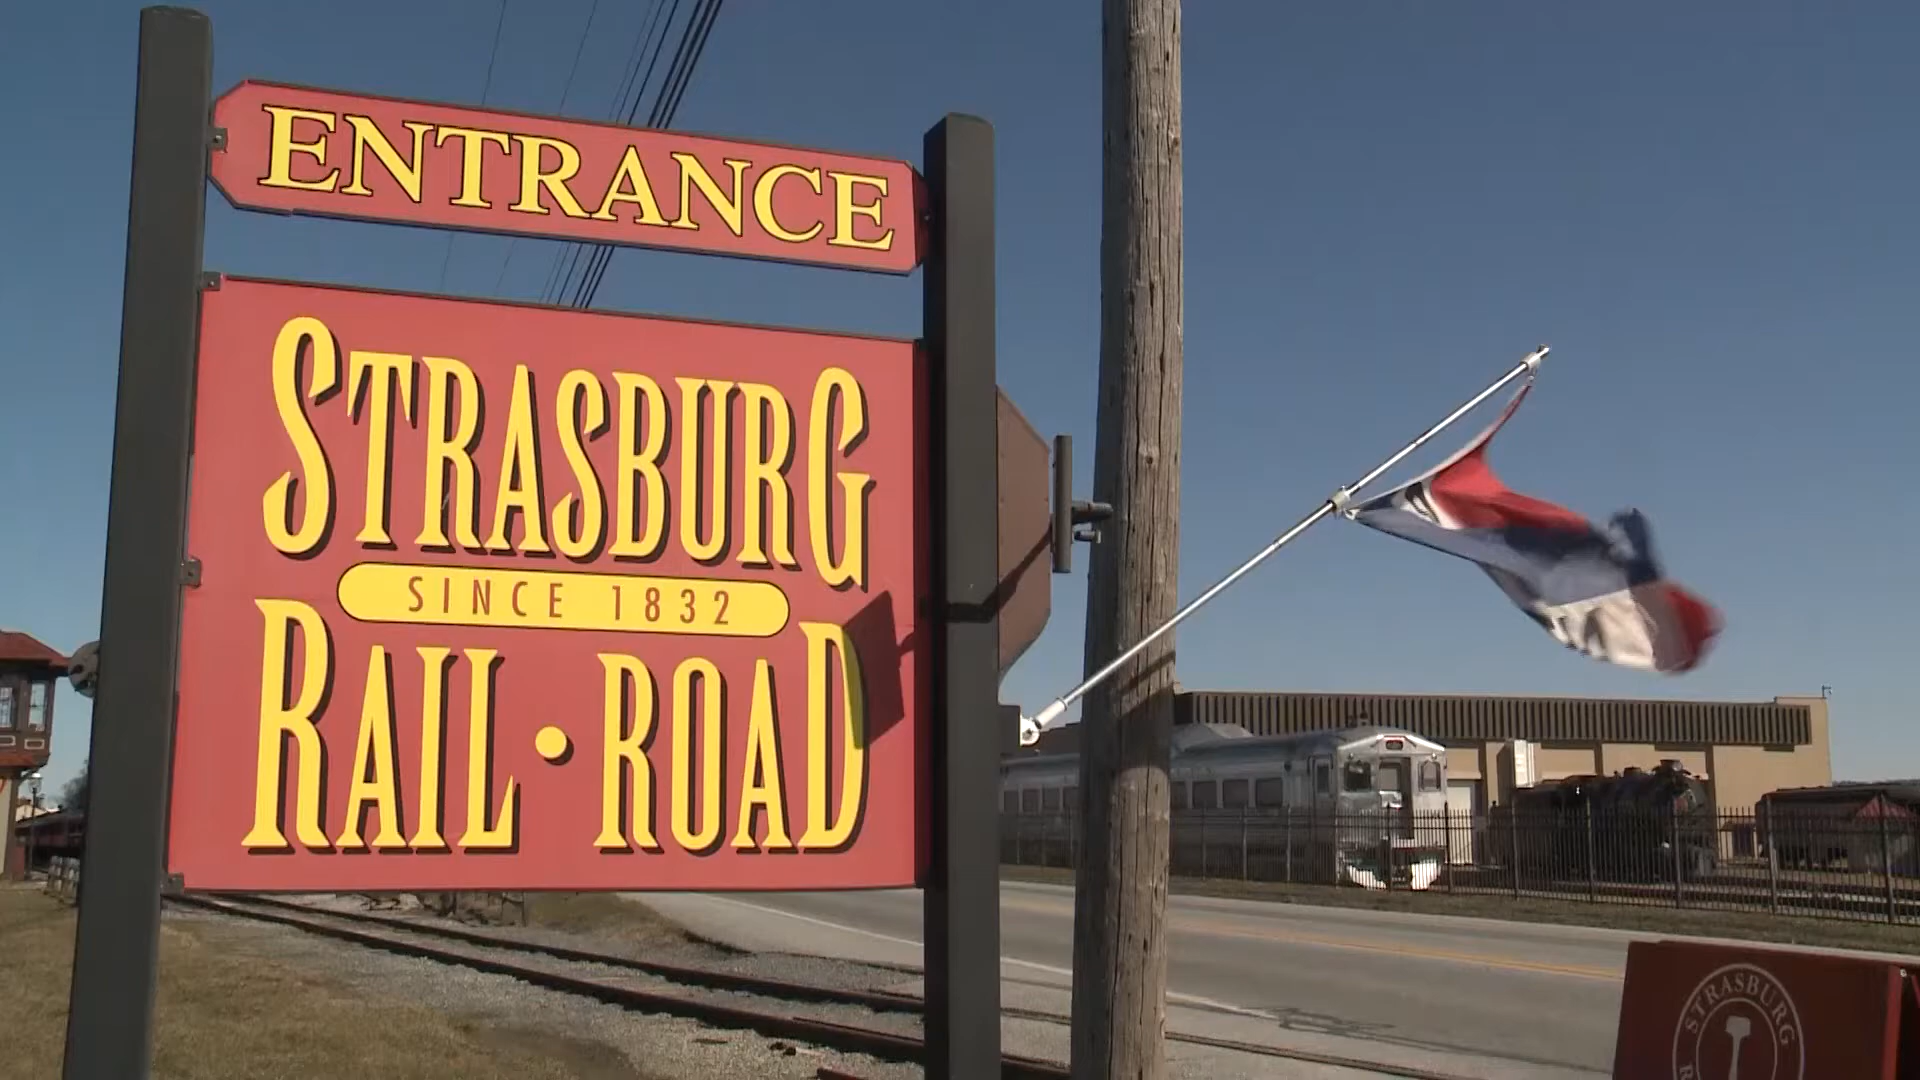 ENTRANCE
STRASBURG
SINCE 1832
RAIL • ROAD
STRASBURG